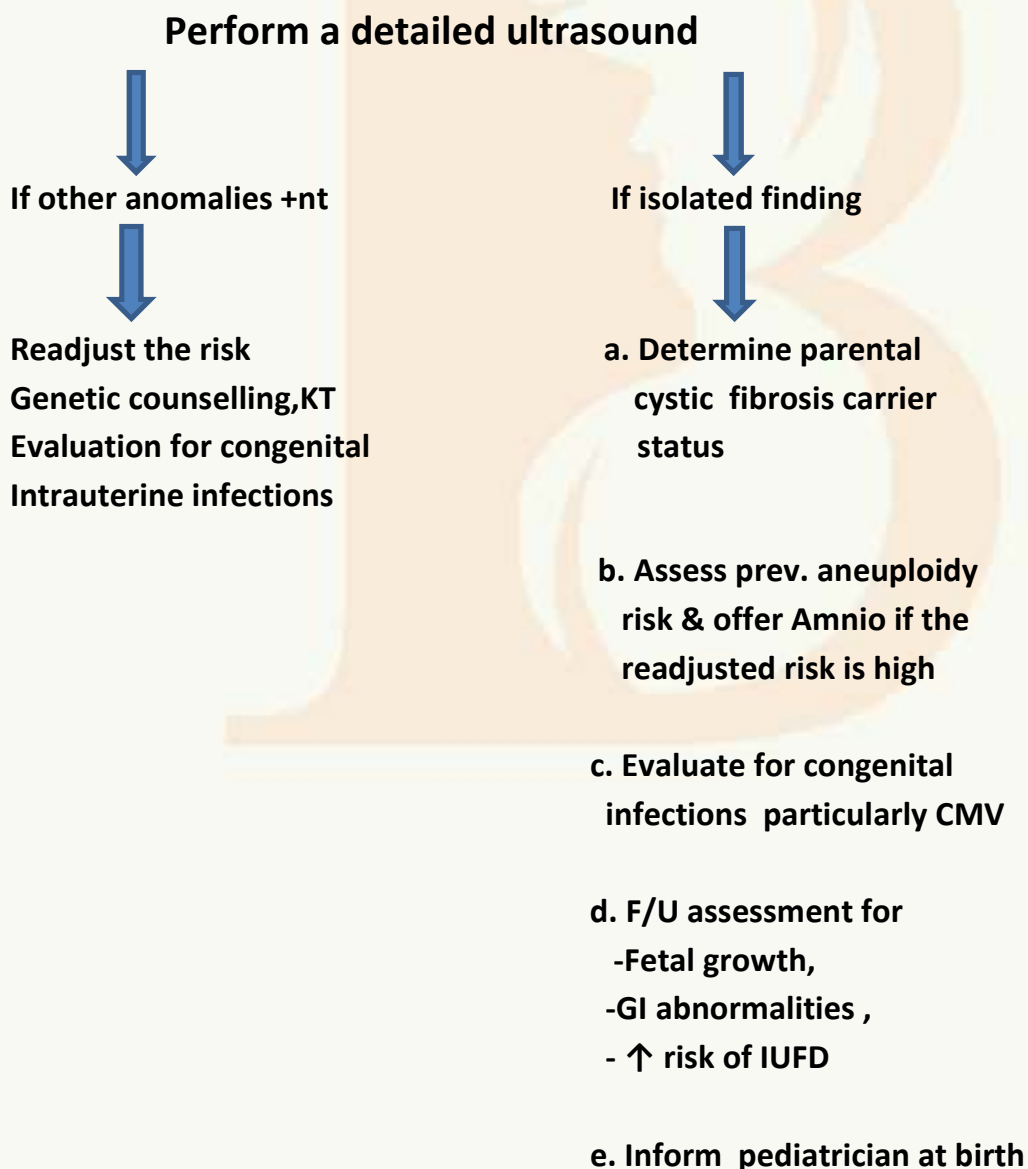 Perform a detailed ultrasound
If other anomalies +nt
Readjust the risk
Genetic counselling,KT
Evaluation for congenital
Intrauterine infections
If isolated finding
a. Determine parental
cystic fibrosis carrier
status
b. Assess prev. aneuploidy
risk & offer Amnio if the
readjusted risk is high
c. Evaluate for congenital
infections particularly CMV
d. F/U assessment for
-Fetal growth,
-GI abnormalities ,
- ↑ risk of IUFD
e. Inform pediatrician at birth